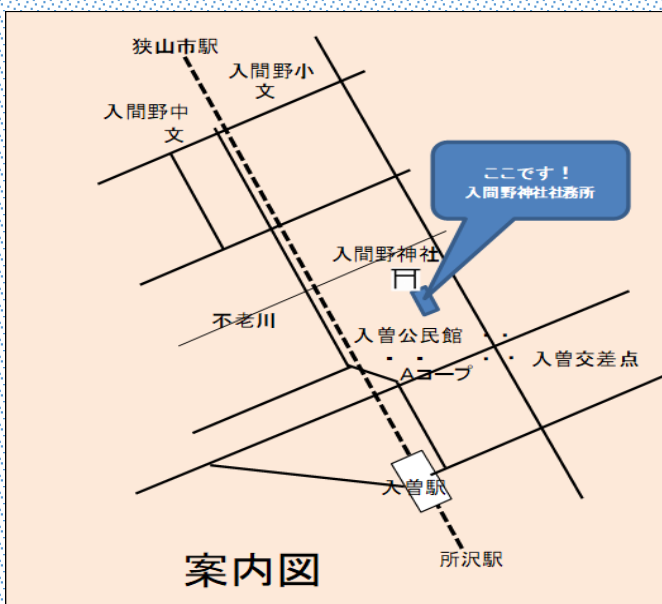 狭山市駅
入間野小
文
入間野中
文
ここです！
入間野神社社務所
入間野神社
不老川
入曽公民館
Aコープ
入曽交差点
入曽駅
所沢駅
案内図